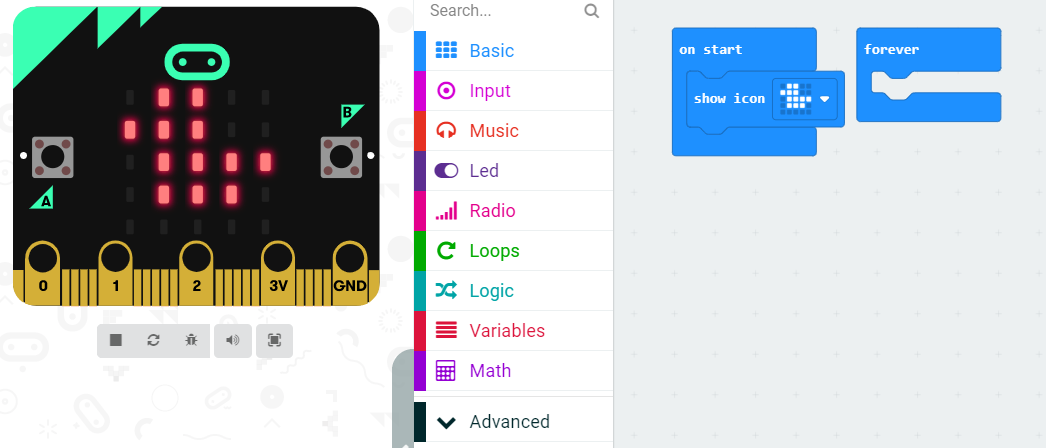 B
A
0 1 2 3V GND
Search...
Basic
Input
Music
Led
Radio
Loops
Logic
Variables
Math
Advanced
on start
show icon
forever